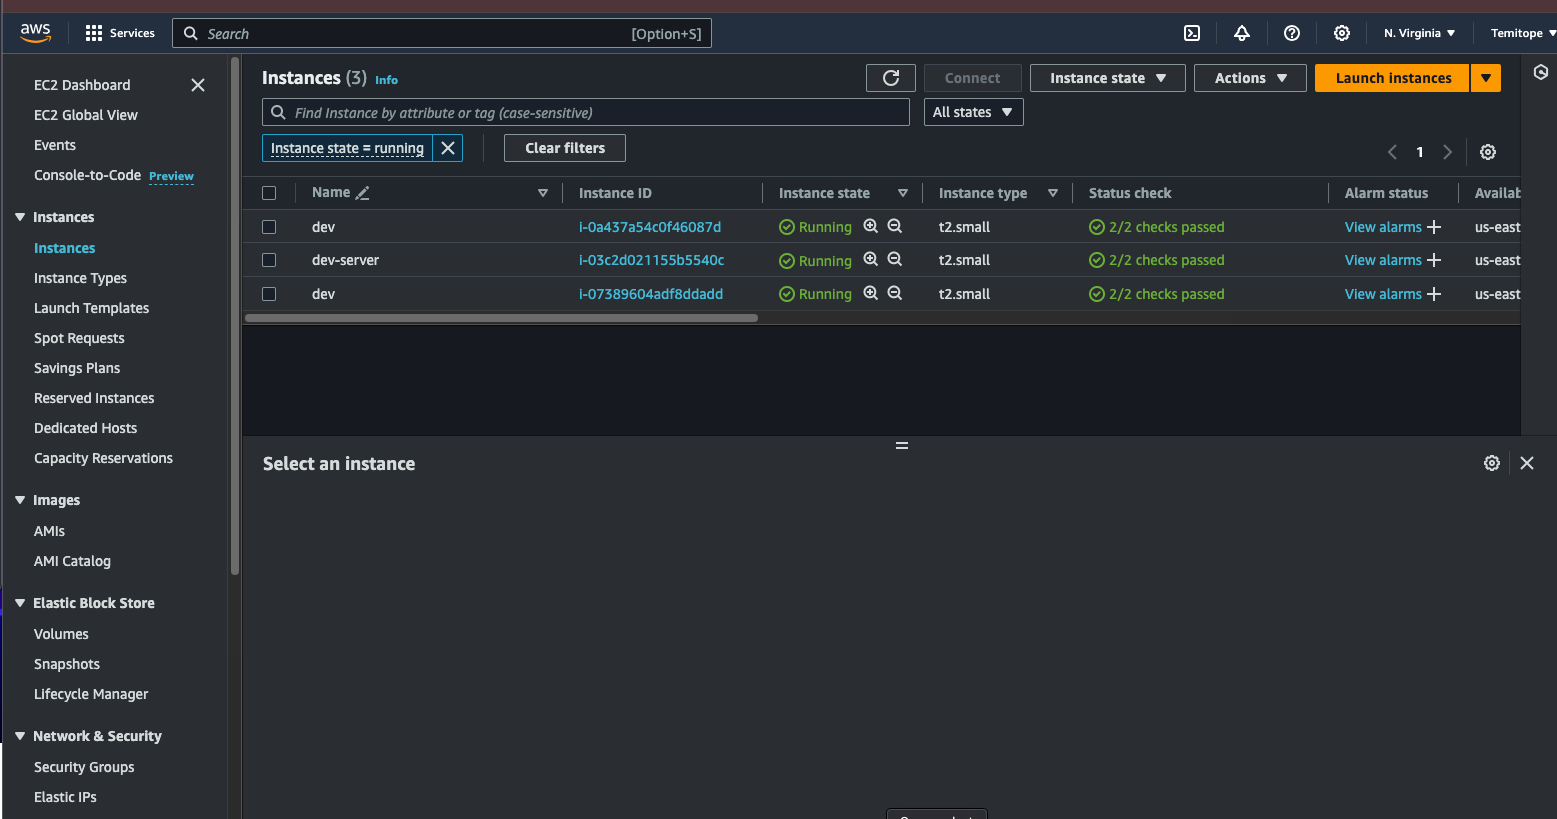 aws
Services
Search [Option+S]
N. Virginia
Temitope
EC2 Dashboard
EC2 Global View
Events
Console-to-Code Preview
Instances
Instances
Instance Types
Launch Templates
Spot Requests
Savings Plans
Reserved Instances
Dedicated Hosts
Capacity Reservations
Images
AMIs
AMI Catalog
Elastic Block Store
Volumes
Snapshots
Lifecycle Manager
Network & Security
Security Groups
Elastic IPs
Instances (3) Info
Connect
Instance state
Actions
Launch instances
Find Instance by attribute or tag (case-sensitive)
All states
Instance state = running
Clear filters
1
Name Instance ID Instance state Instance type Status check Alarm status Availab
dev i-0a437a54c0f46087d Running t2.small 2/2 checks passed View alarms us-east
dev-server i-03c2d021155b5540c Running t2.small 2/2 checks passed View alarms us-east
dev i-07389604adf8ddadd Running t2.small 2/2 checks passed View alarms us-east
Select an instance